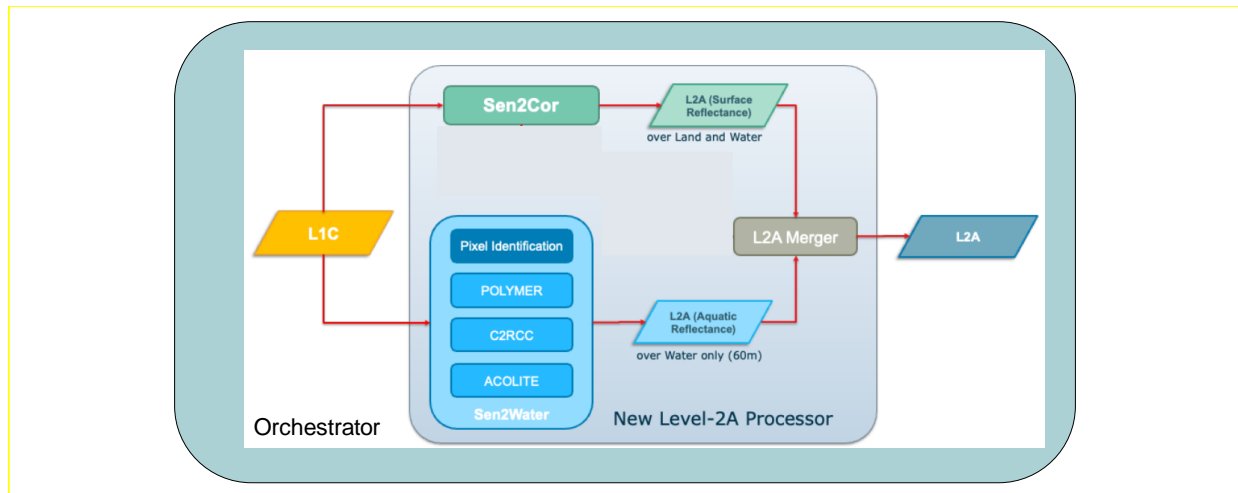 Sen2Cor
L2A (Surface
Reflectance)
over Land and Water
L1C
Pixel Identification
POLYMER
C2RCC
ACOLITE
Sen2Water
L2A Merger
L2A
L2A (Aquatic
Reflectance)
over Water only (60m)
New Level-2A Processor
Orchestrator